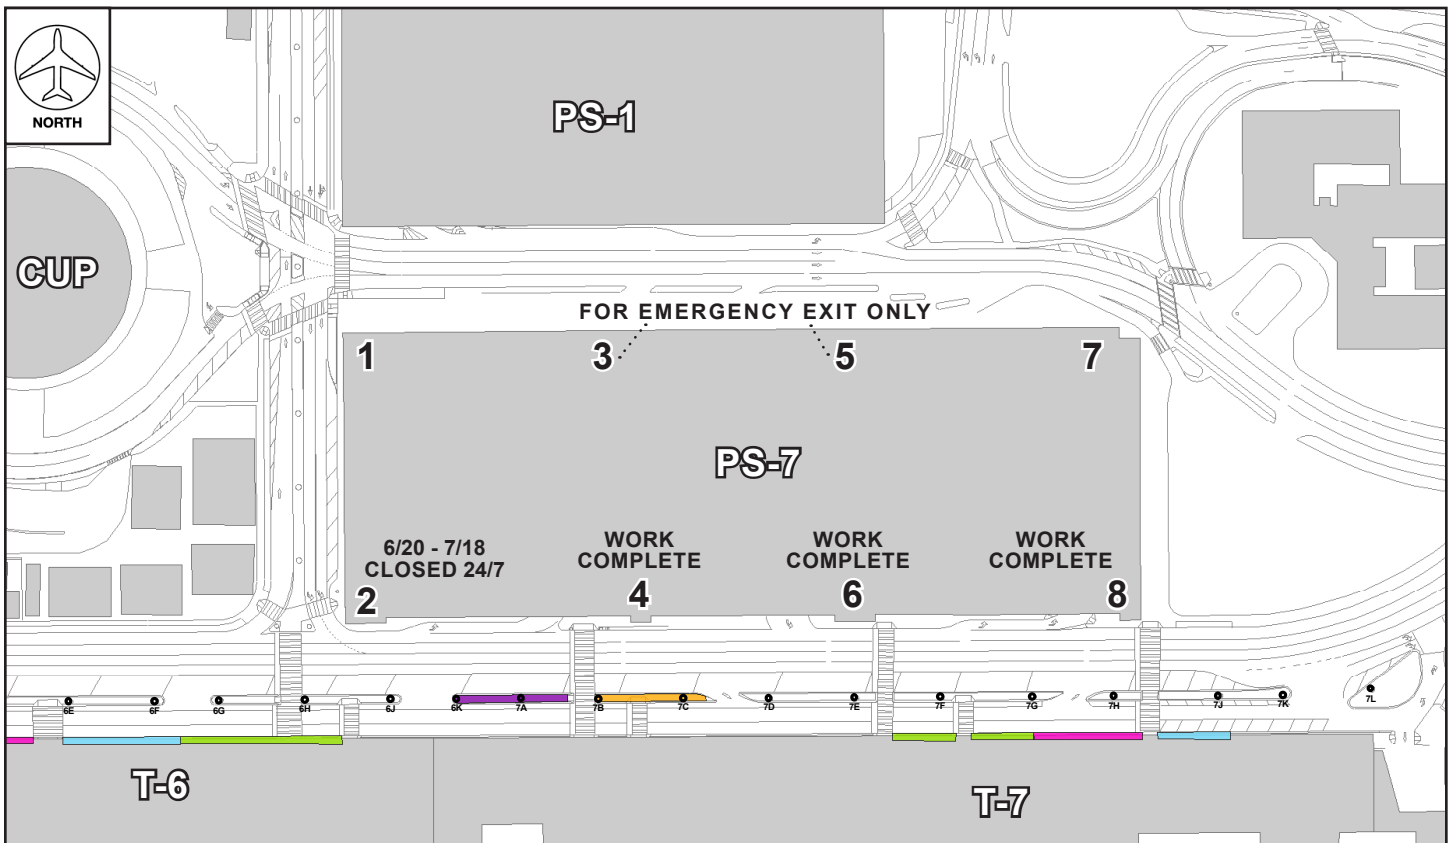 NORTH
PS-1
CUP
FOR EMERGENCY EXIT ONLY
1
3
5
7
PS-7
6/20 - 7/18
CLOSED 24/7
WORK
COMPLETE
WORK
COMPLETE
WORK
COMPLETE
2
4
6
8
6E
6F
6G
6H
6J
6K
7A
7B
7C
7D
7E
7F
7G
7H
7J
7K
7L
T-6
T-7